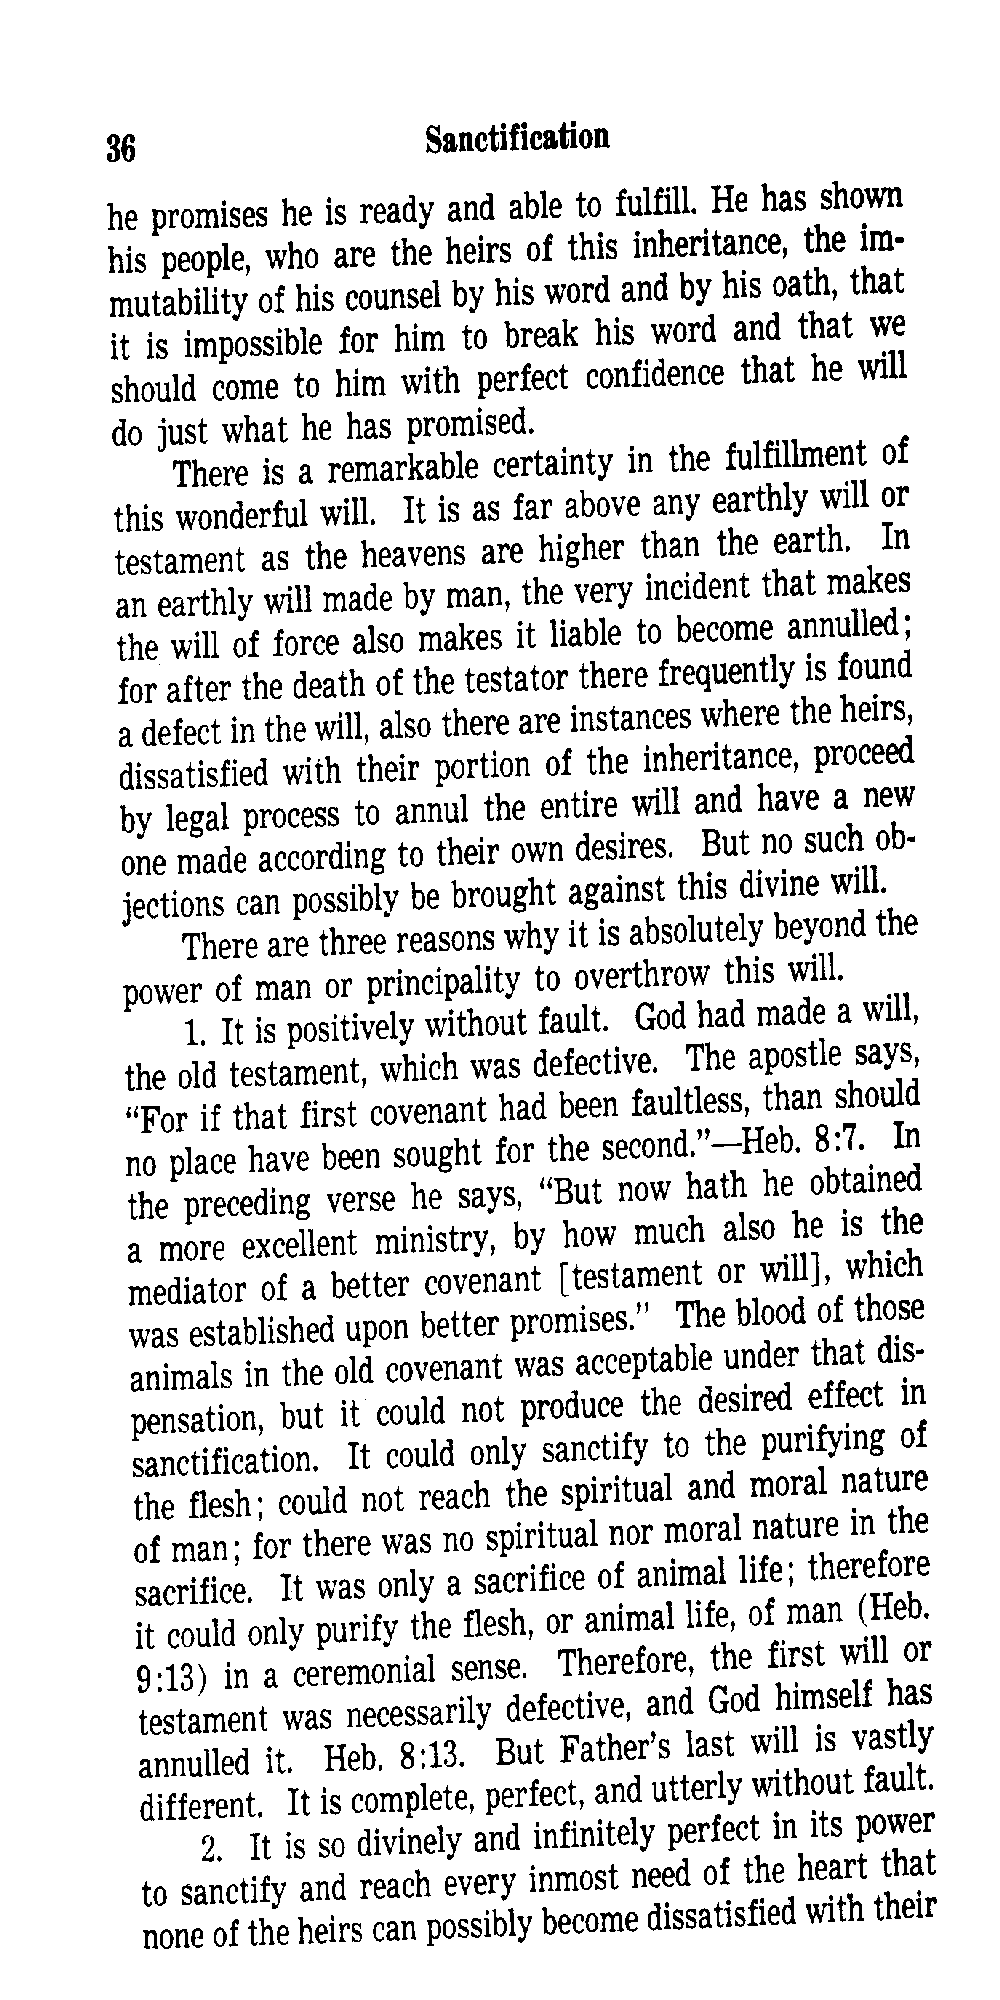 36 Sanctification
he promises he is ready and able to fulfill. He has shown
his people, who are the heirs of this inheritance, the im-
mutability of his counsel by his word and by his oath, that
it is impossible for him to break his word and that we
should come to him with perfect confidence that he will
do just what he has promised.
There is a remarkable certainty in the fulfillment of
this wonderful will. It is as far above any earthly will or
testament as the heavens are higher than the earth. In
an earthly will made by man, the very incident that makes
the will of force also makes it liable to become annulled;
for after the death of the testator there frequently is found
a defect in the will, also there are instances where the heirs,
dissatisfied with their portion of the inheritance, proceed
by legal process to annul the entire will and have a new
one made according to their own desires. But no such ob-
jections can possibly be brought against this divine will.
There are three reasons why it is absolutely beyond the
power of man or principality to overthrow this will.
1. It is positively without fault. God had made a will,
the old testament, which was defective. The apostle says,
“For if that first covenant had been faultless, than should
no place have been sought for the second.”—Heb. 8:7. In
the preceding verse he says, “But now hath he obtained
a more excellent ministry, by how much also he is the
mediator of a better covenant [testament or will], which
was established upon better promises.” The blood of those
animals in the old covenant was acceptable under that dis-
pensation, but it could not produce the desired effect in
sanctification. It could only sanctify to the purifying of
the flesh; could not reach the spiritual and moral nature
of man; for there was no spiritual nor moral nature in the
sacrifice. It was only a sacrifice of animal life; therefore
it could only purify the flesh, or animal life, of man (Heb.
9:13) in a ceremonial sense. Therefore, the first will or
testament was necessarily defective, and God himself has
annulled it. Heb. 8:13. But Father’s last will is vastly
different. It is complete, perfect, and utterly without fault.
2. It is so divinely and infinitely perfect in its power
to sanctify and reach every inmost need of the heart that
none of the heirs can possibly become dissatisfied with their